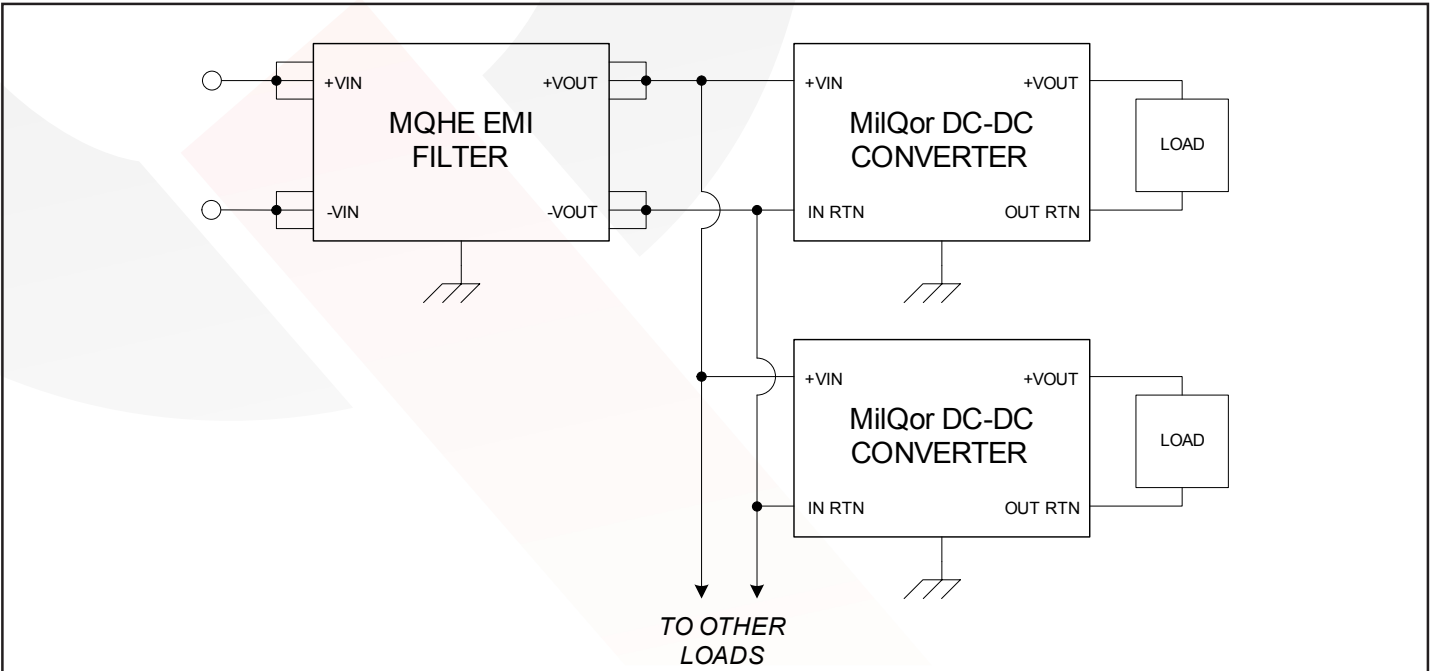 MQHE EMI
FILTER
+VIN
-VIN
+VOUT
-VOUT
MilQor DC-DC
CONVERTER
+VIN
IN RTN
+VOUT
OUT RTN
LOAD
MilQor DC-DC
CONVERTER
+VIN
IN RTN
+VOUT
OUT RTN
LOAD
TO OTHER
LOADS